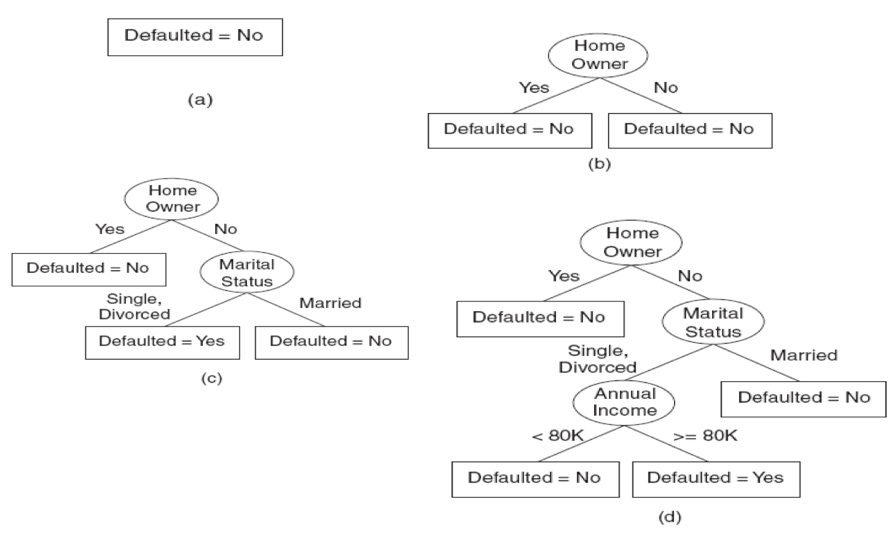 Defaulted = No
(a)
Home
Owner
Yes
No
Defaulted = No
Defaulted = No
(b)
Home
Owner
Yes
No
Defaulted = No
Marital
Status
Single,
Divorced
Married
Defaulted = Yes
Defaulted = No
(c)
Home
Owner
Yes
No
Defaulted = No
Marital
Status
Single,
Divorced
Married
Annual
Income
Defaulted = No
< 80K
>= 80K
Defaulted = No
Defaulted = Yes
(d)